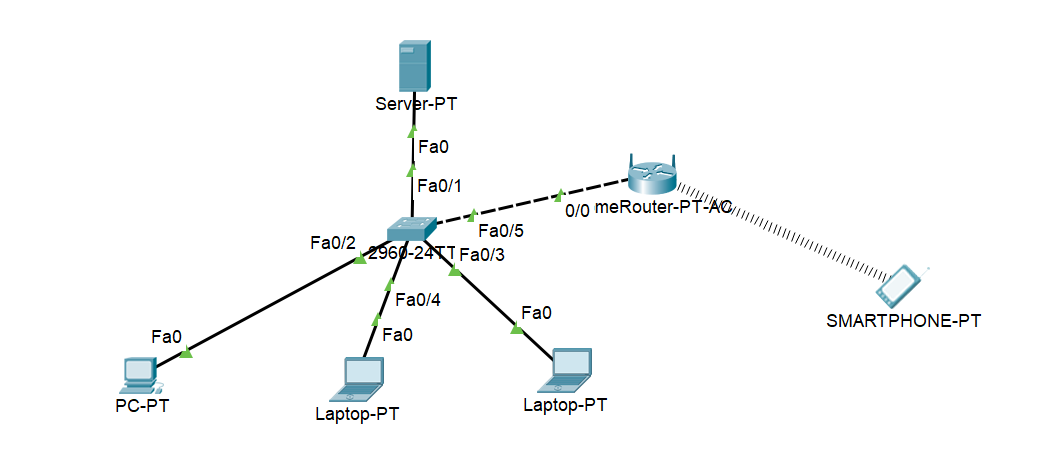 Server-PT
Fa0
Fa0/1
0/0
meRouter-PT-AC
Fa0/5
Fa0/2
2960-24TT
Fa0/3
Fa0/4
Fa0
Fa0
Fa0
SMARTPHONE-PT
PC-PT
Laptop-PT
Laptop-PT